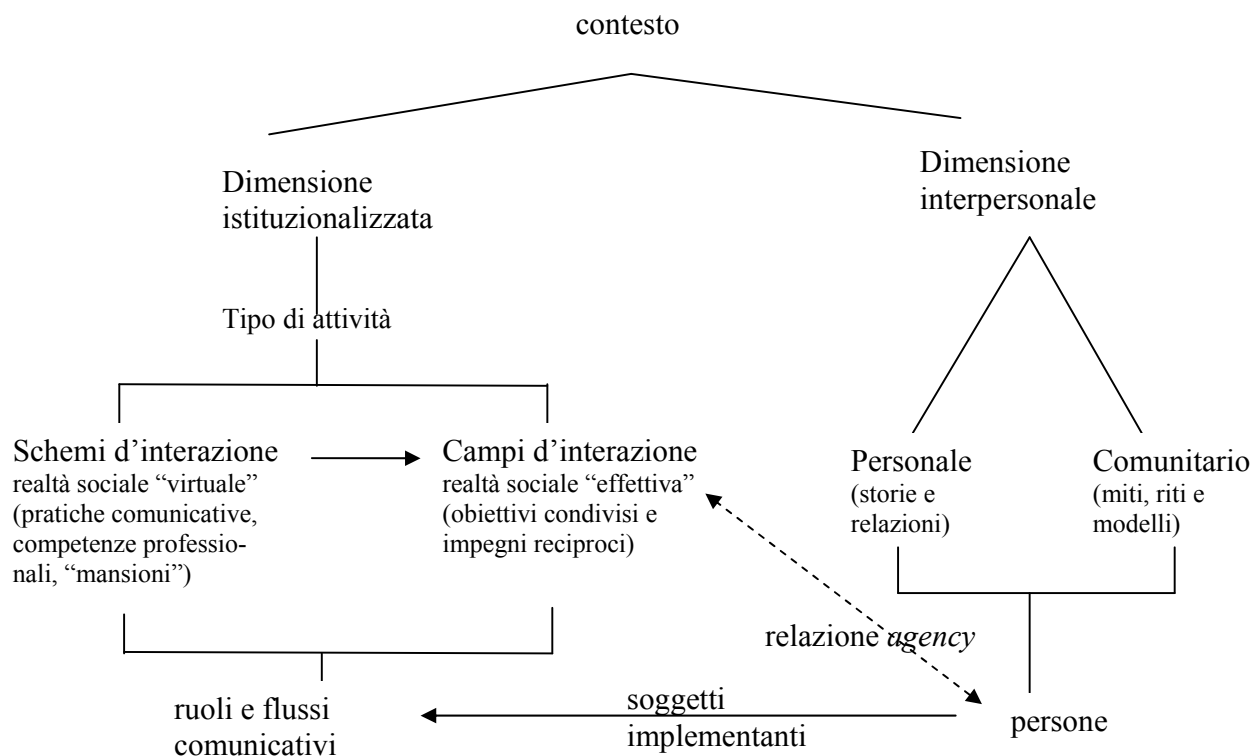 contesto
Dimensione
istituzionalizzata
Dimensione
interpersonale
Tipo di attività
Schemi d’interazione
realtà sociale “virtuale”
(pratiche comunicative,
competenze professio-
nali, “mansioni”)
Campi d’interazione
realtà sociale “effettiva”
(obiettivi condivisi e
impegni reciproci)
Personale
(storie e
relazioni)
Comunitario
(miti, riti e
modelli)
relazione agency
ruoli e flussi
comunicativi
soggetti
implementanti
persone